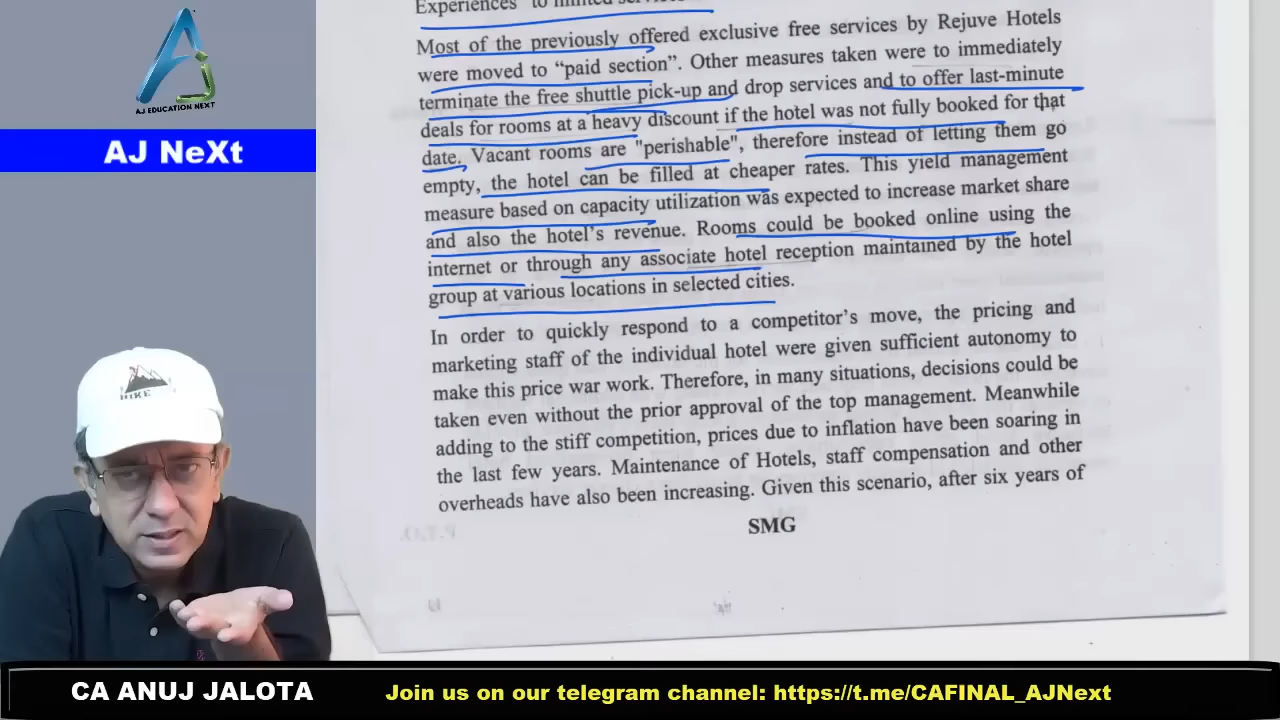 AJ EDUCATION NEXT
AJ NeXt
HIKE
Experiences" to limited services
Most of the previously offered exclusive free services by Rejuve Hotels
were moved to “paid section”. Other measures taken were to immediately
terminate the free shuttle pick-up and drop services and to offer last-minute
deals for rooms at a heavy discount if the hotel was not fully booked for that
date. Vacant rooms are "perishable", therefore instead of letting them go
empty, the hotel can be filled at cheaper rates. This yield management
measure based on capacity utilization was expected to increase market share
and also the hotel’s revenue. Rooms could be booked online using the
internet or through any associate hotel reception maintained by the hotel
group at various locations in selected cities.
In order to quickly respond to a competitor’s move, the pricing and
marketing staff of the individual hotel were given sufficient autonomy to
make this price war work. Therefore, in many situations, decisions could be
taken even without the prior approval of the top management. Meanwhile
adding to the stiff competition, prices due to inflation have been soaring in
the last few years. Maintenance of Hotels, staff compensation and other
overheads have also been increasing. Given this scenario, after six years of
SMG
P.T.O.
CA ANUJ JALOTA
Join us on our telegram channel: https://t.me/CAFINAL_AJNext